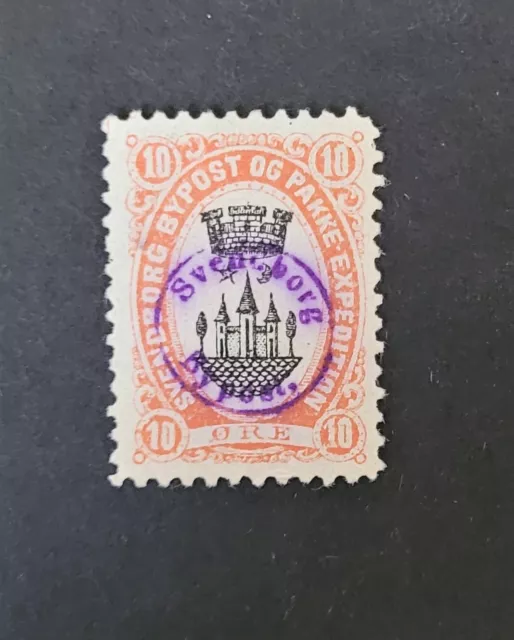 10 10
SVENDBORG BYPOST OG PAKKE-EXPEDITION
Svendborg
Bypost.
10 ØRE 10